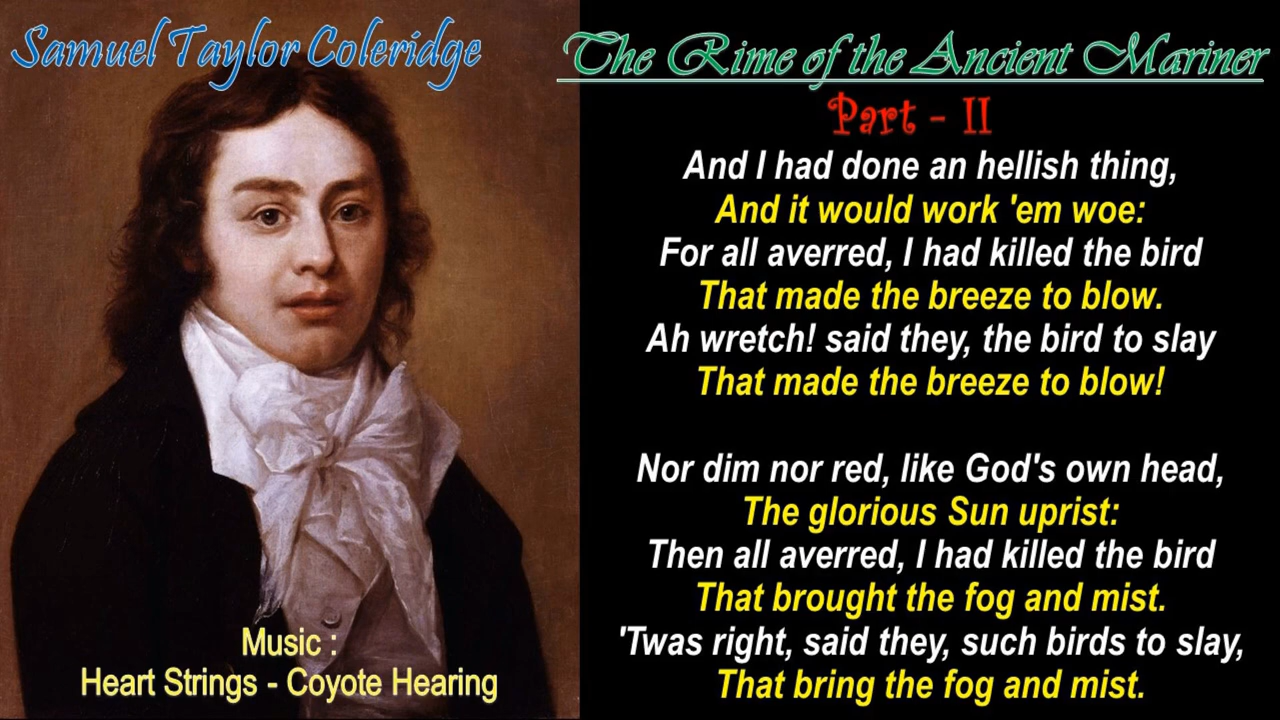 Samuel Taylor Coleridge
The Rime of the Ancient Mariner
Part - II
And I had done an hellish thing,
And it would work 'em woe:
For all averred, I had killed the bird
That made the breeze to blow.
Ah wretch! said they, the bird to slay
That made the breeze to blow!
Nor dim nor red, like God's own head,
The glorious Sun uprist:
Then all averred, I had killed the bird
That brought the fog and mist.
'Twas right, said they, such birds to slay,
That bring the fog and mist.
Music :
Heart Strings - Coyote Hearing